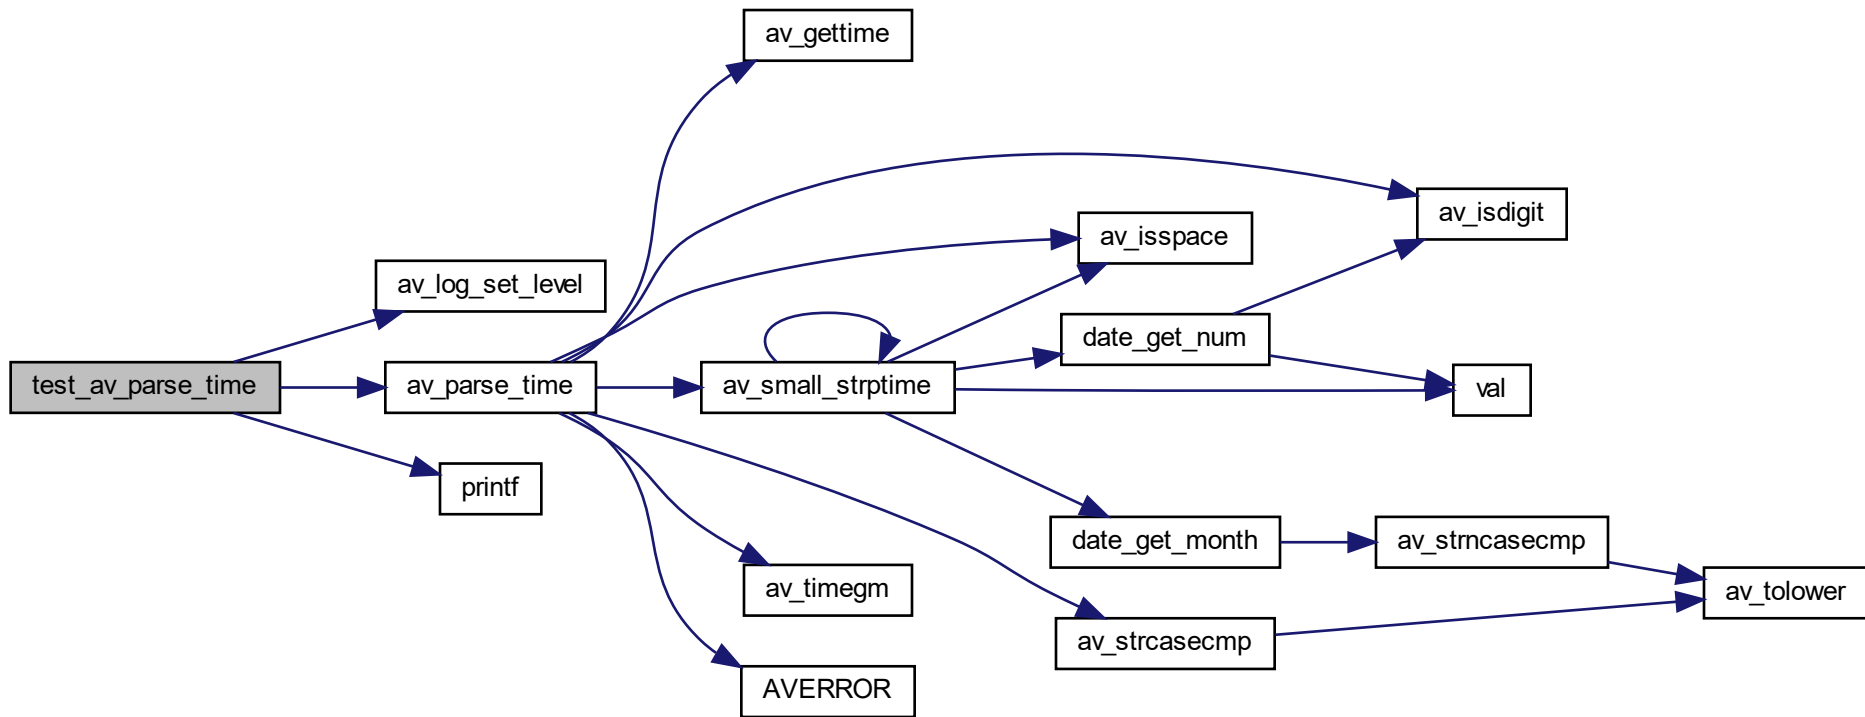 av_gettime
av_isdigit
av_isspace
av_log_set_level
date_get_num
test_av_parse_time
av_parse_time
av_small_strptime
val
printf
date_get_month
av_strncasecmp
av_timegm
av_tolower
av_strcasecmp
AVERROR